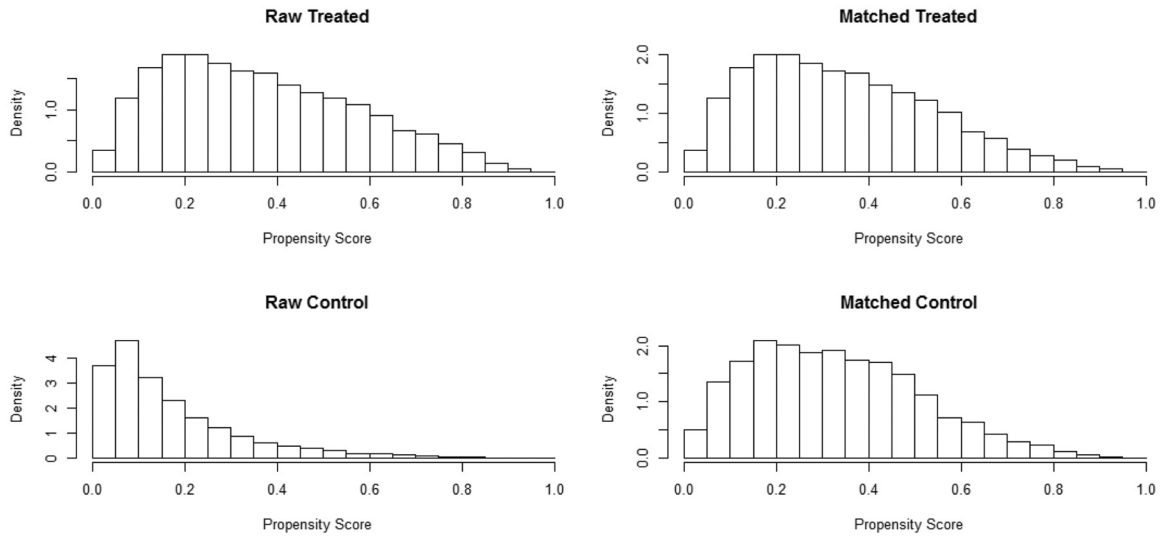 Raw Treated
Density
0.0 1.0
0.0 0.2 0.4 0.6 0.8 1.0
Propensity Score
Matched Treated
Density
0.0 1.0 2.0
0.0 0.2 0.4 0.6 0.8 1.0
Propensity Score
Raw Control
Density
0 1 2 3 4
0.0 0.2 0.4 0.6 0.8 1.0
Propensity Score
Matched Control
Density
0.0 1.0 2.0
0.0 0.2 0.4 0.6 0.8 1.0
Propensity Score